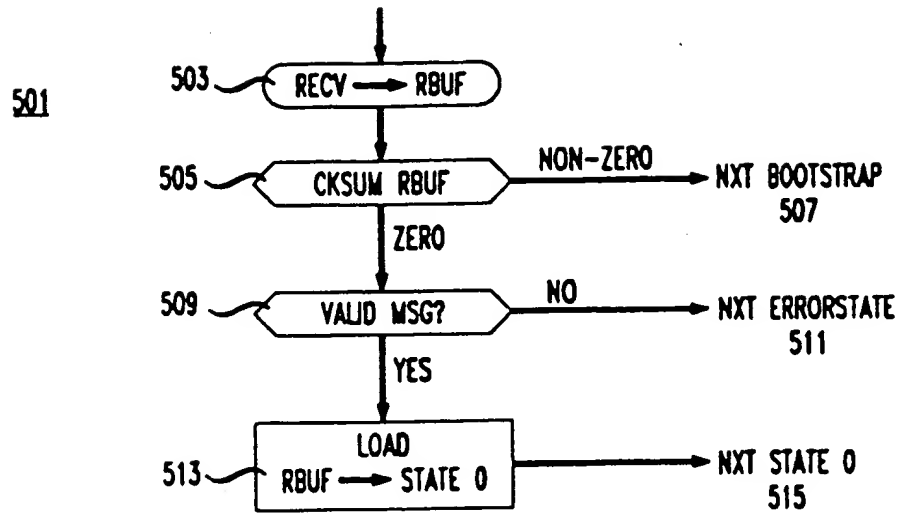 501
503
RECV → RBUF
505
CKSUM RBUF
NON-ZERO
NXT BOOTSTRAP
507
ZERO
509
VALID MSG?
NO
NXT ERRORSTATE
511
YES
513
LOAD
RBUF → STATE 0
NXT STATE 0
515